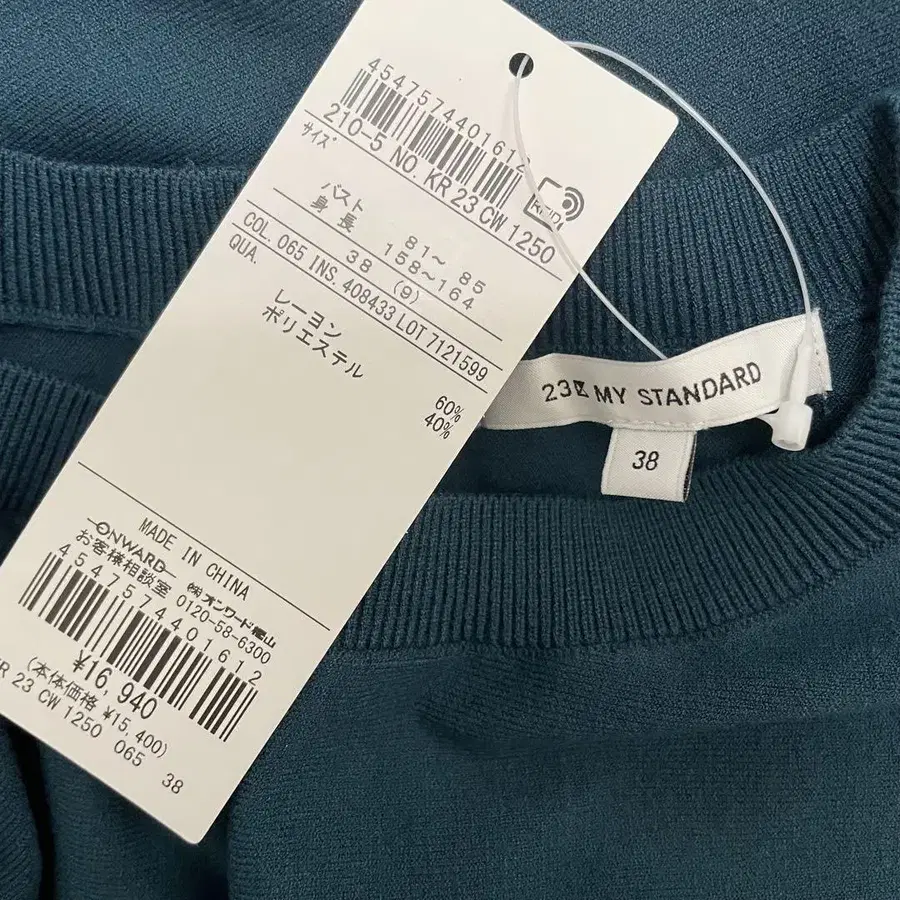 4547574401612
210-5 NO. KR 23 CW 1250
サイズ
バスト 81~ 85
身長 158~164
38 (9)
COL. 065 INS. 408433 LOT 7121599
QUA.
レーヨン 60%
ポリエステル 40%
MADE IN CHINA
ONWARD ㈱オンワード樫山
お客様相談室 0120-58-6300
4547574401612
¥16,940
(本体価格 ¥15,400)
KR 23 CW 1250 065 38
23区 MY STANDARD
38